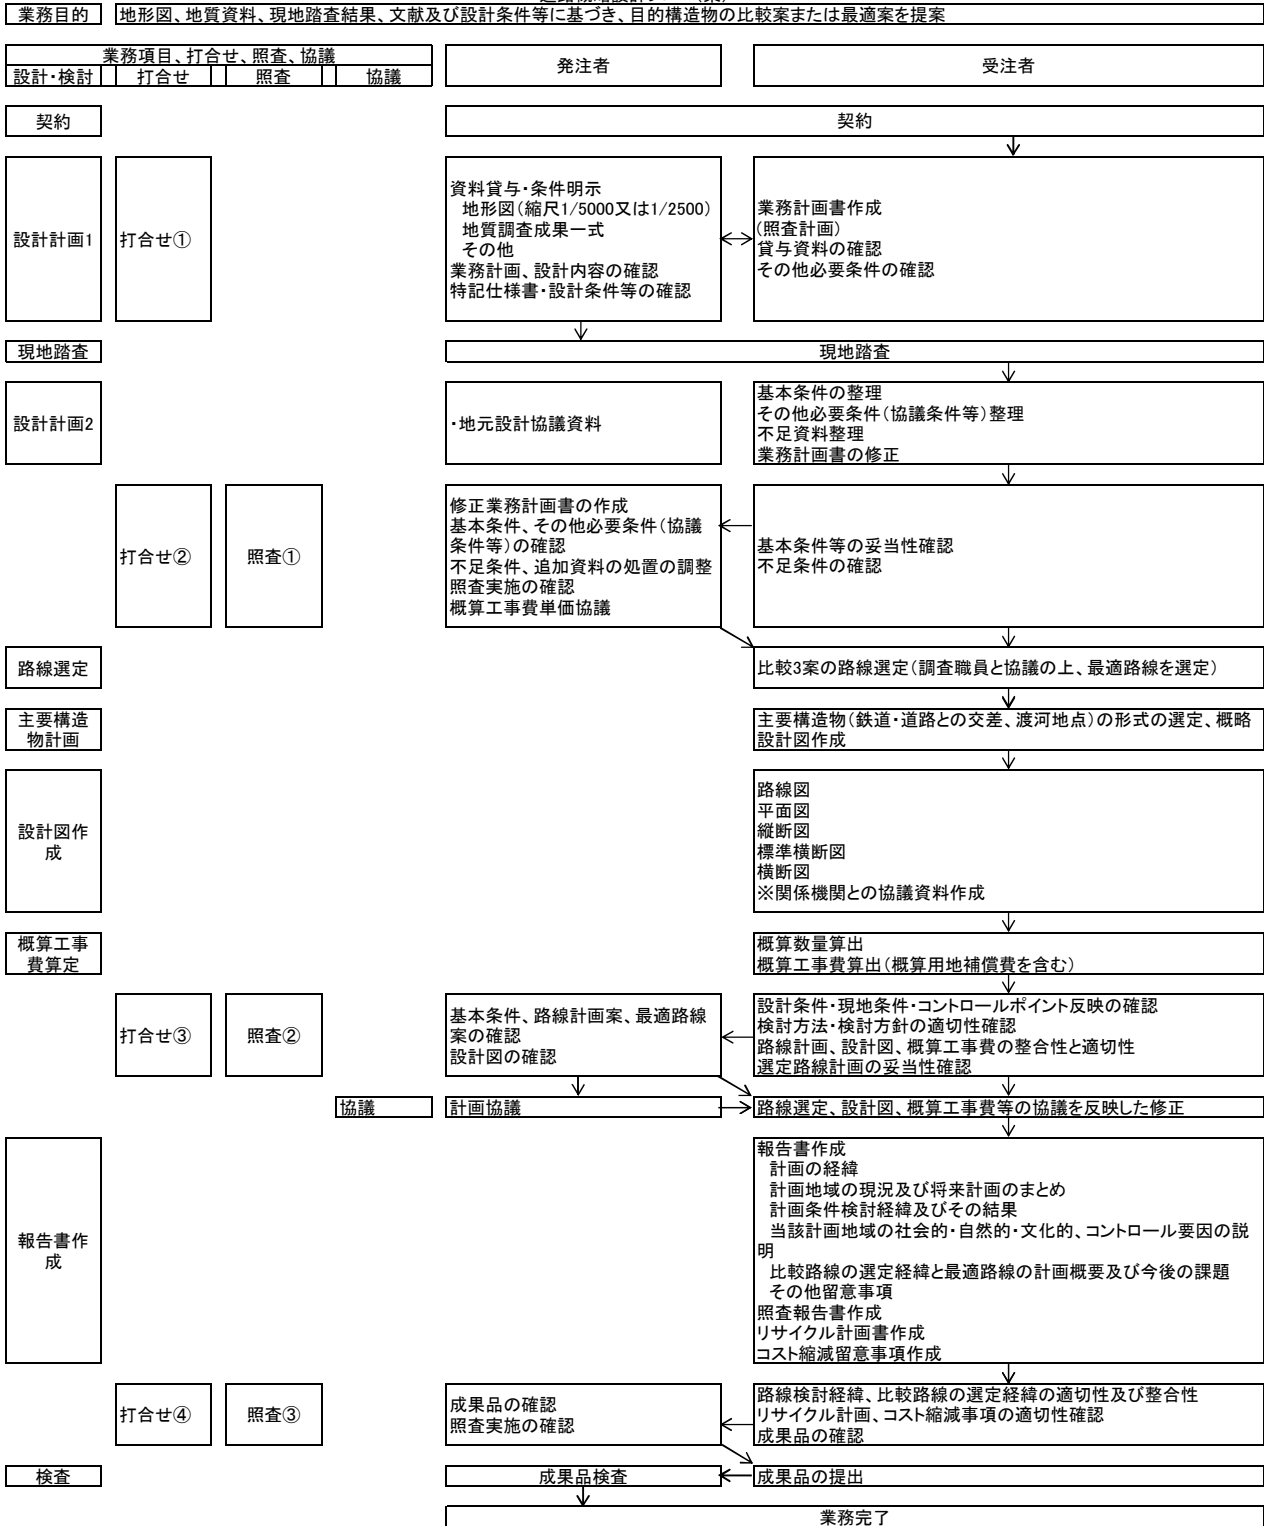 業務目的
地形図、地質資料、現地踏査結果、文献及び設計条件等に基づき、目的構造物の比較案または最適案を提案
業務項目、打合せ、照査、協議
設計・検討
打合せ
照査
協議
発注者
受注者
契約
契約
設計計画1
打合せ①
資料貸与・条件明示
地形図(縮尺1/5000又は1/2500)
地質調査成果一式
その他
業務計画、設計内容の確認
特記仕様書・設計条件等の確認
業務計画書作成
(照査計画)
貸与資料の確認
その他必要条件の確認
現地踏査
現地踏査
設計計画2
・地元設計協議資料
基本条件の整理
その他必要条件(協議条件等)整理
不足資料整理
業務計画書の修正
打合せ②
照査①
修正業務計画書の作成
基本条件、その他必要条件(協議
条件等)の確認
不足条件、追加資料の処置の調整
照査実施の確認
概算工事費単価協議
基本条件等の妥当性確認
不足条件の確認
路線選定
比較3案の路線選定(調査職員と協議の上、最適路線を選定)
主要構造
物計画
主要構造物(鉄道・道路との交差、渡河地点)の形式の選定、概略
設計図作成
設計図作
成
路線図
平面図
縦断図
標準横断図
横断図
※関係機関との協議資料作成
概算工事
費算定
概算数量算出
概算工事費算出(概算用地補償費を含む)
打合せ③
照査②
基本条件、路線計画案、最適路線
案の確認
設計図の確認
設計条件・現地条件・コントロールポイント反映の確認
検討方法・検討方針の適切性確認
路線計画、設計図、概算工事費の整合性と適切性
選定路線計画の妥当性確認
協議
計画協議
路線選定、設計図、概算工事費等の協議を反映した修正
報告書作
成
報告書作成
計画の経緯
計画地域の現況及び将来計画のまとめ
計画条件検討経緯及びその結果
当該計画地域の社会的・自然的・文化的、コントロール要因の説
明
比較路線の選定経緯と最適路線の計画概要及び今後の課題
その他留意事項
照査報告書作成
リサイクル計画書作成
コスト縮減留意事項作成
打合せ④
照査③
成果品の確認
照査実施の確認
路線検討経緯、比較路線の選定経緯の適切性及び整合性
リサイクル計画、コスト縮減事項の適切性確認
成果品の確認
検査
成果品検査
成果品の提出
業務完了